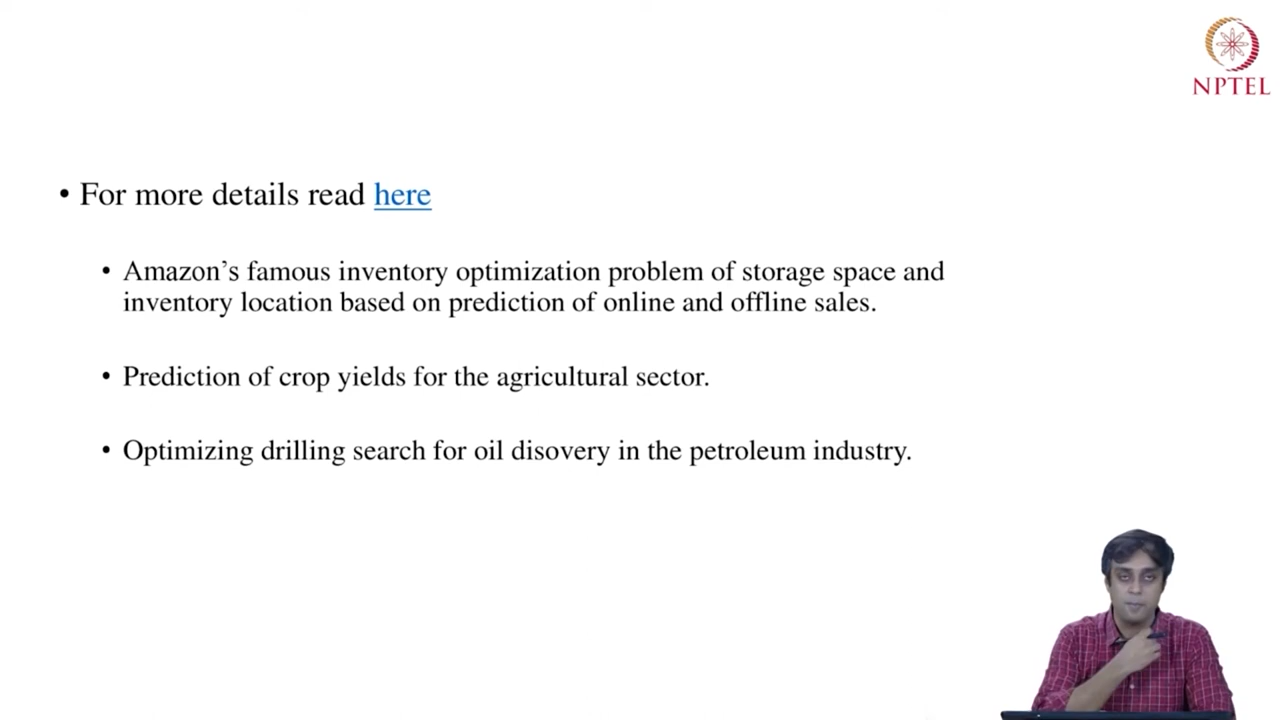 NPTEL
• For more details read here
• Amazon’s famous inventory optimization problem of storage space and
inventory location based on prediction of online and offline sales.
• Prediction of crop yields for the agricultural sector.
• Optimizing drilling search for oil disovery in the petroleum industry.